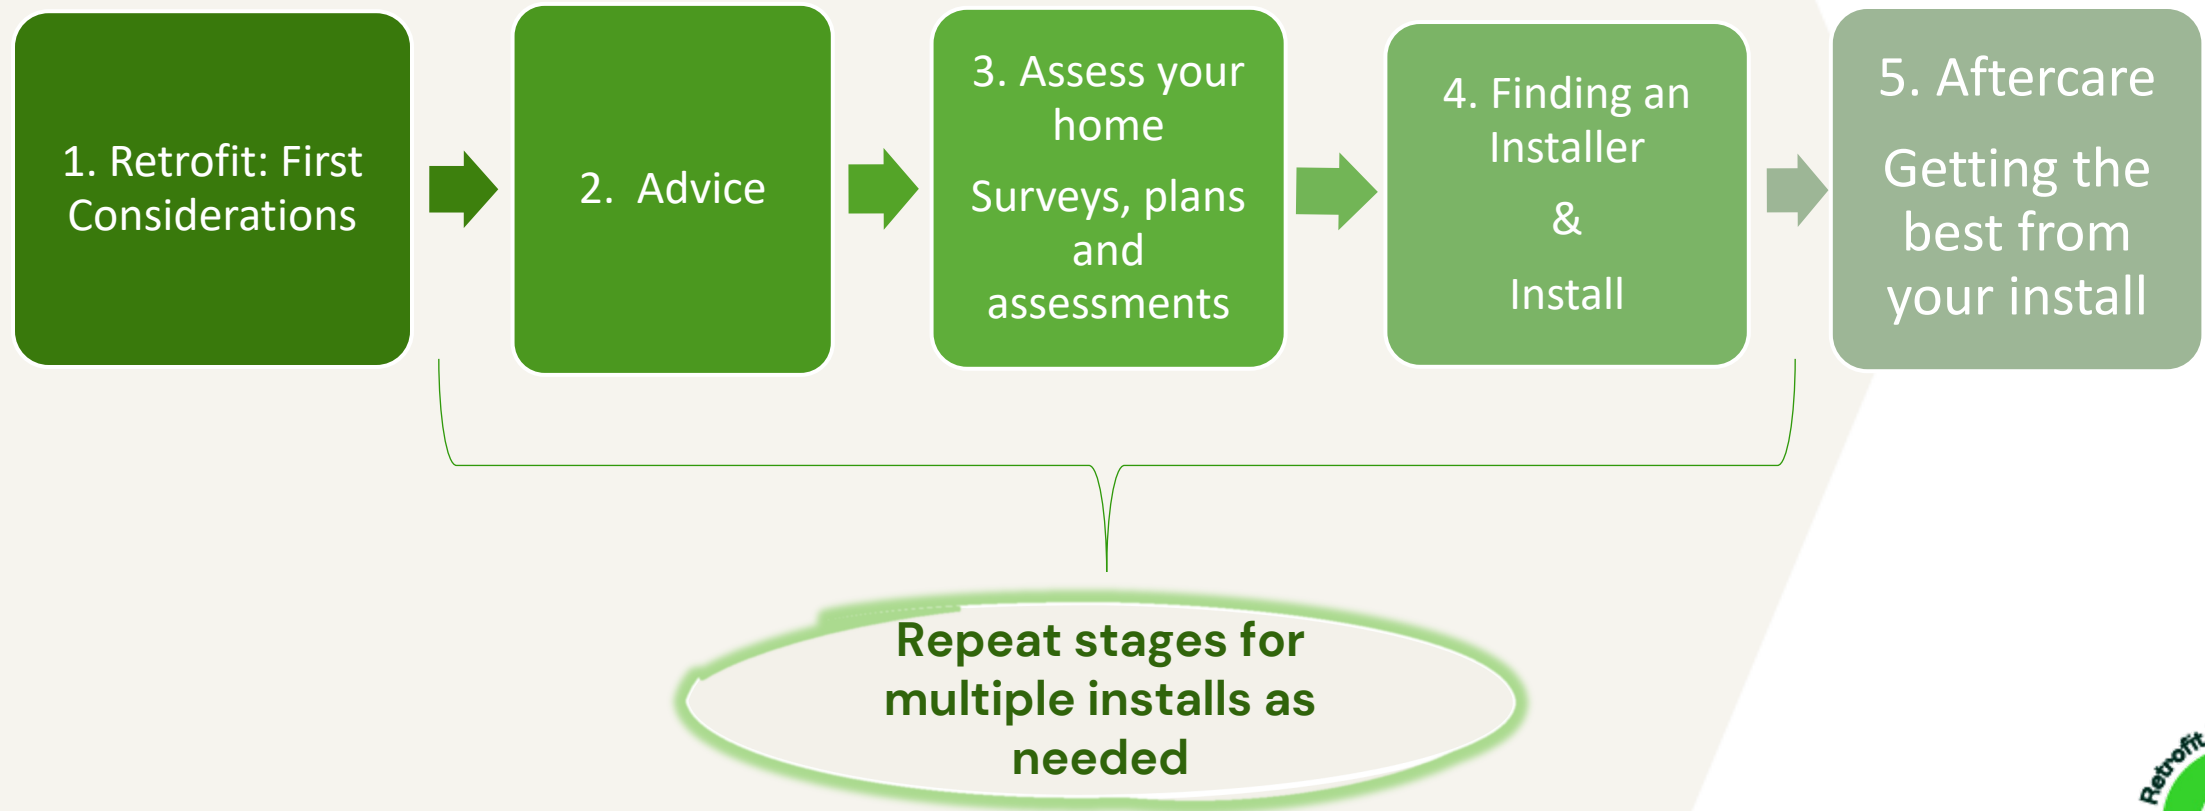 1. Retrofit: First
Considerations
2. Advice
3. Assess your
home
Surveys, plans
and
assessments
4. Finding an
Installer
&
Install
5. Aftercare
Getting the
best from
your install
Repeat stages for
multiple installs as
needed
Retrofit